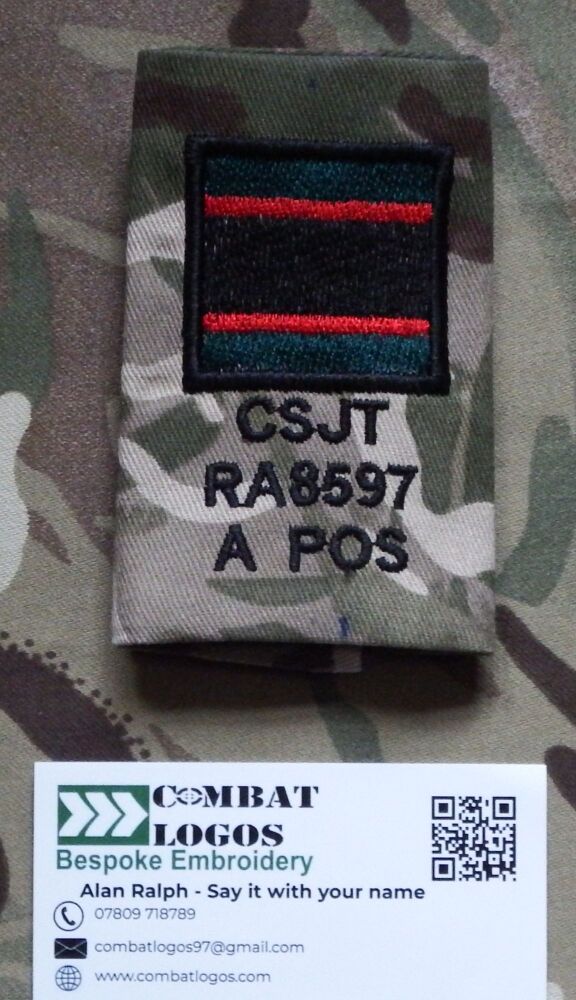 CSJT
RA8597
A POS
COMBAT
LOGOS
Bespoke Embroidery
Alan Ralph - Say it with your name
07809 718789
combatlogos97@gmail.com
www.combatlogos.com